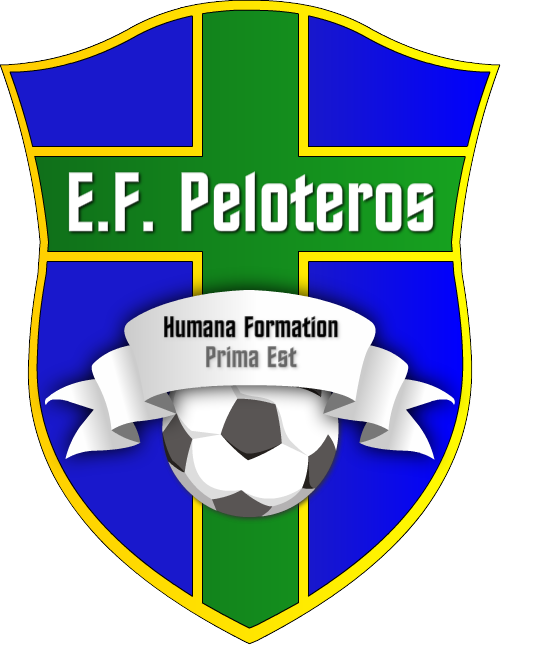 E.F. Peloteros
Humana Formation
Prima Est